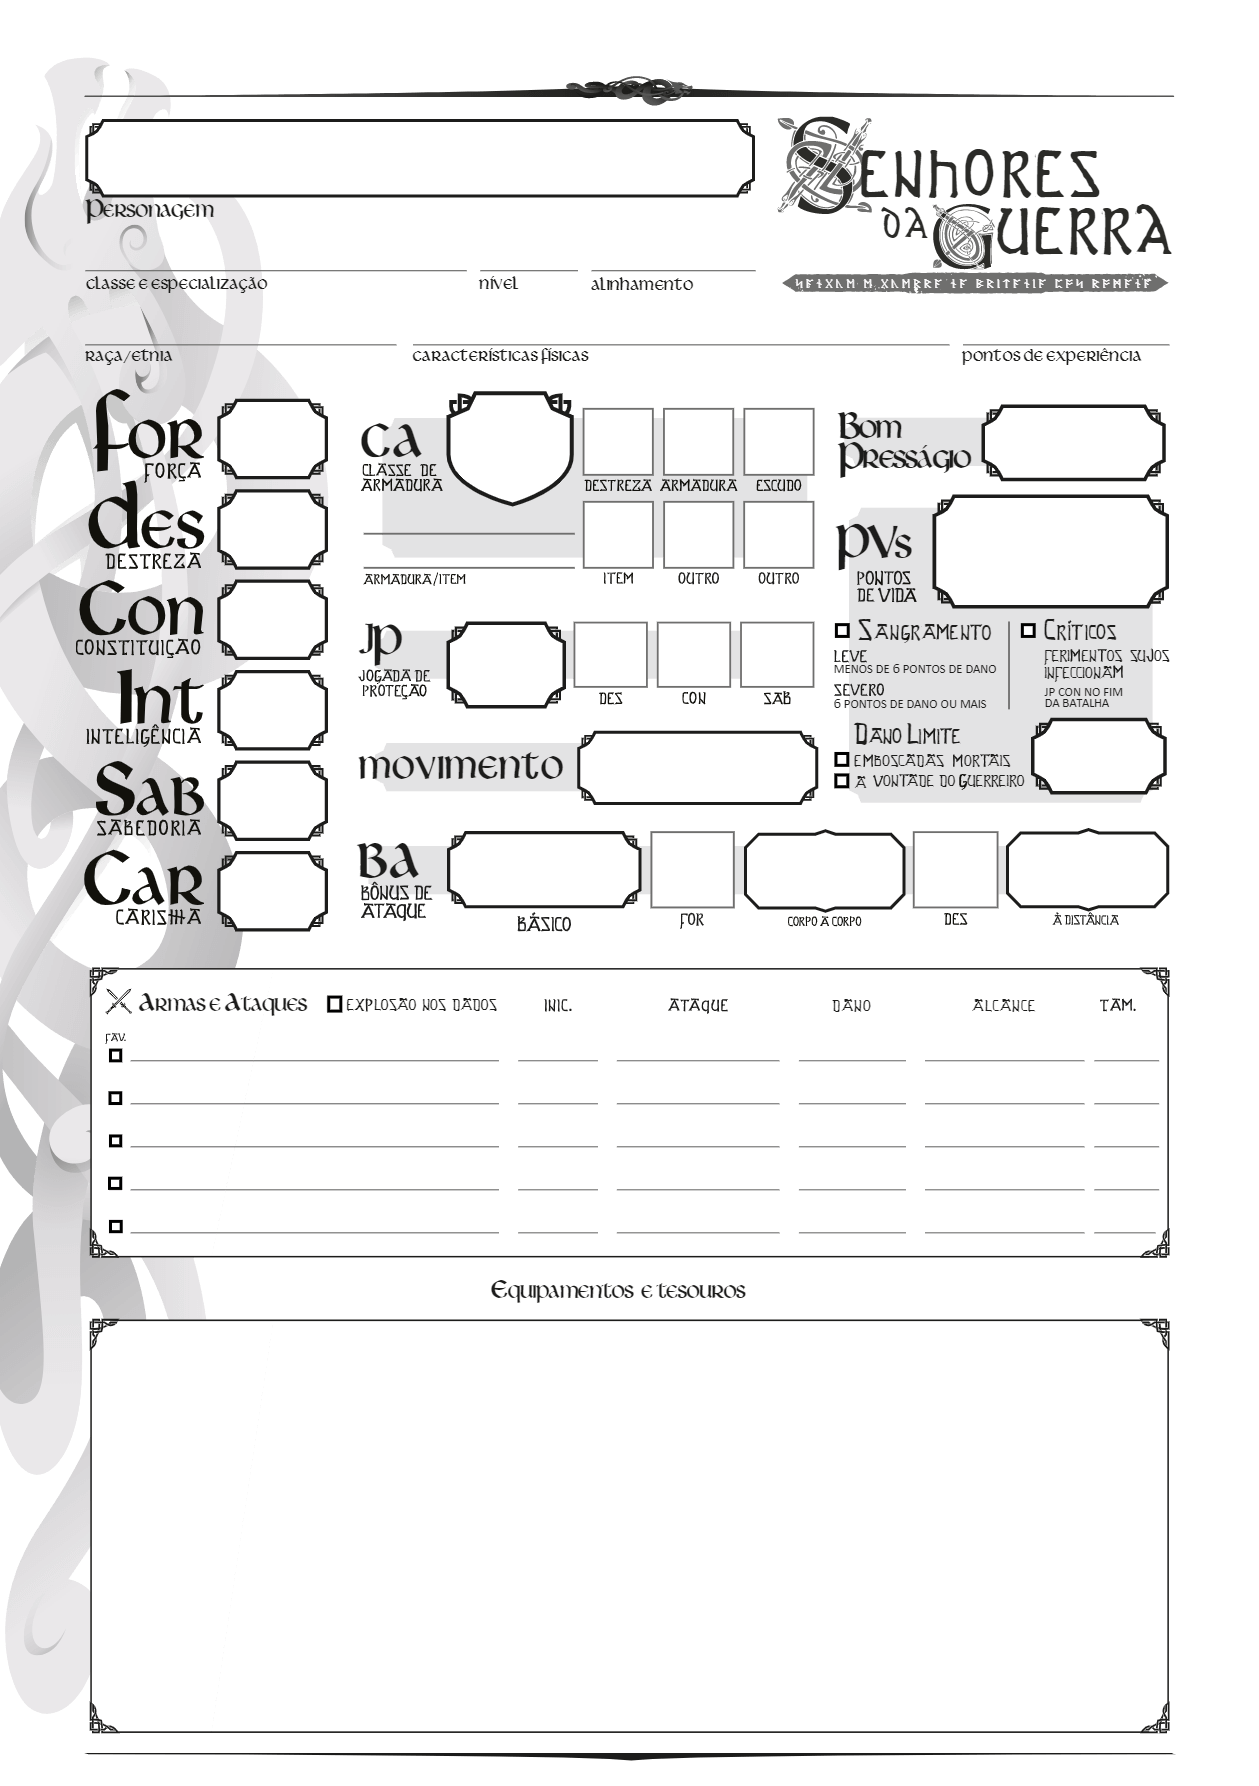 SENHORES
DA GUERRA
ᛋᚨᚾᚷᚢᛖ ᛖ ᚷᚢᛖᚱᚱᚨ ᚾᚨ ᛒᚱᛁᛏᚨᚾᛁᚨ
Personagem
classe e especialização
nível
alinhamento
raça/etnia
características físicas
pontos de experiência
For
FORÇA
Des
DESTREZA
Con
CONSTITUIÇÃO
Int
INTELIGÊNCIA
Sab
SABEDORIA
Car
CARISMA
CA
CLASSE DE
ARMADURA
DESTREZA
ARMADURA
ESCUDO
ARMADURA/ITEM
ITEM
OUTRO
OUTRO
JP
JOGADA DE
PROTEÇÃO
DES
CON
SAB
movimento
BA
BÔNUS DE
ATAQUE
BÁSICO
FOR
CORPO A CORPO
DES
À DISTÂNCIA
Bom
Presságio
PVs
PONTOS
DE VIDA
SANGRAMENTO
LEVE
MENOS DE 6 PONTOS DE DANO
SEVERO
6 PONTOS DE DANO OU MAIS
CRÍTICOS
FERIMENTOS SUJOS
INFECCIONAM
JP CON NO FIM
DA BATALHA
DANO LIMITE
EMBOSCADAS MORTAIS
A VONTADE DO GUERREIRO
Armas e Ataques
EXPLOSÃO NOS DADOS
INIC.
ATAQUE
DANO
ALCANCE
TAM.
FAV.
Equipamentos e tesouros